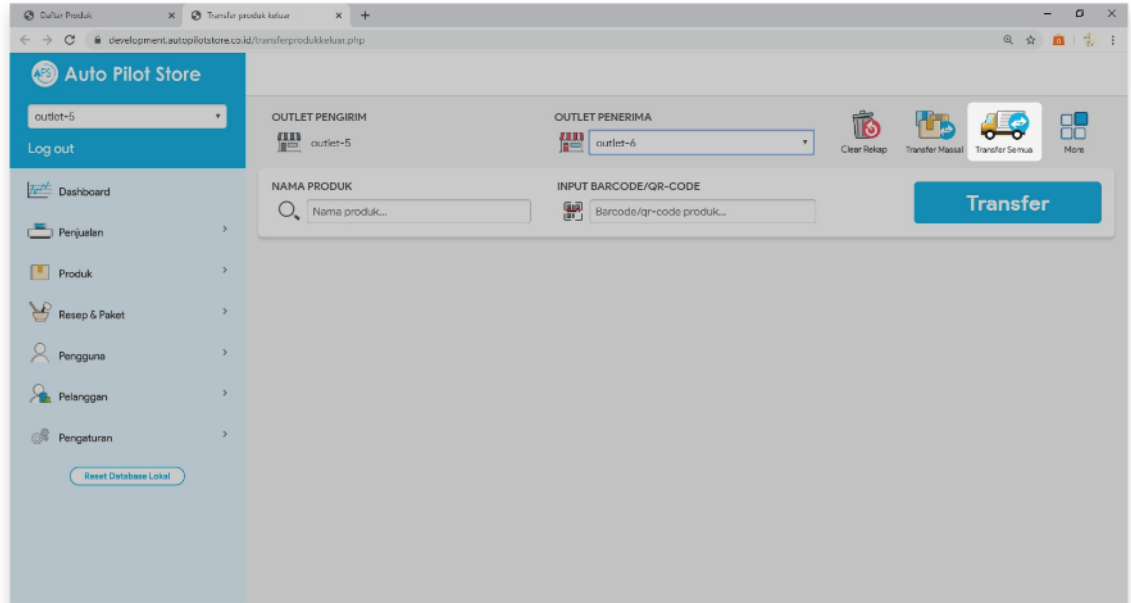 Daftar Produk
Transfer produk keluar
development.autopilotstore.co.id/transferprodukkeluar.php
APS Auto Pilot Store
outlet-5
Log out
OUTLET PENGIRIM
outlet-5
OUTLET PENERIMA
outlet-6
Clear Rekap
Transfer Massal
Transfer Semua
More
NAMA PRODUK
Nama produk...
INPUT BARCODE/QR-CODE
Barcode/qr-code produk...
Transfer
Dashboard
Penjualan
Produk
Resep & Paket
Pengguna
Pelanggan
Pengaturan
Reset Database Lokal